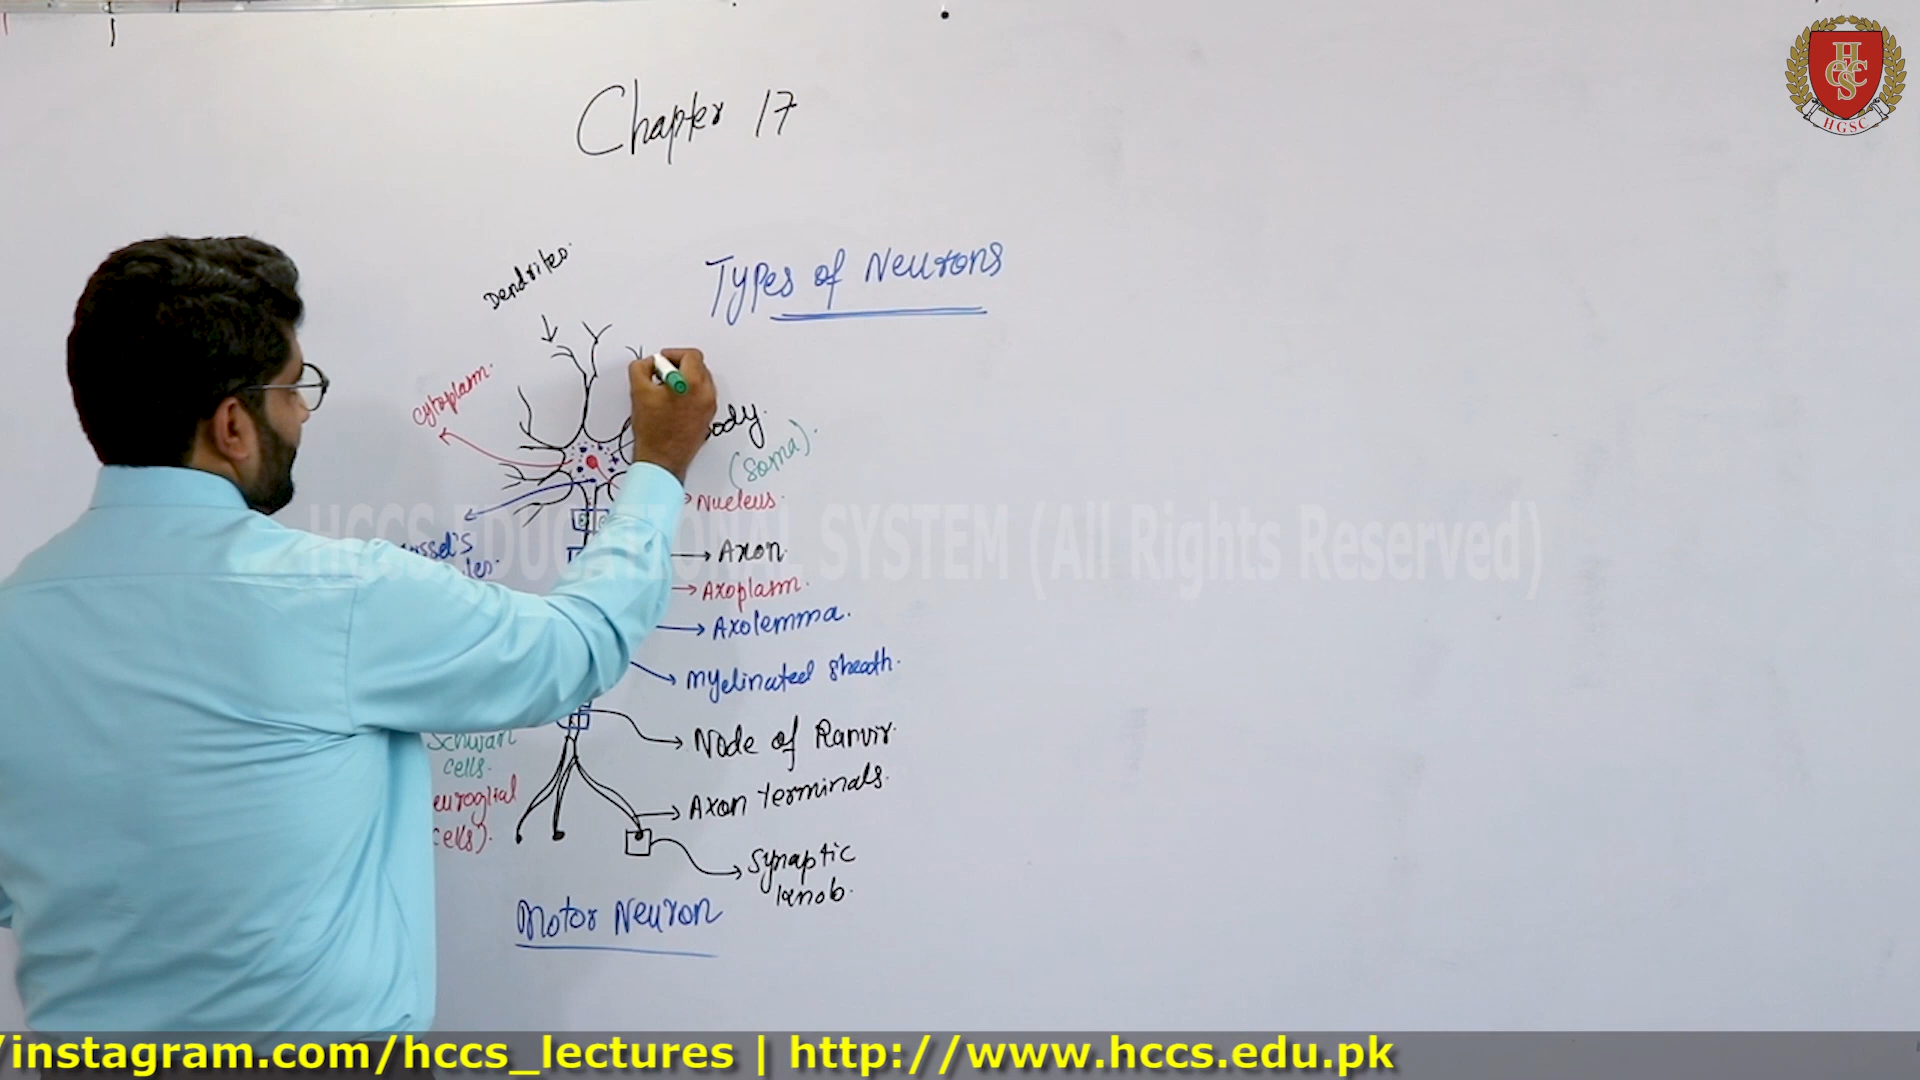 Chapter 17
Types of Neurons
Dendrites.
Cytoplasm.
body.
(Soma).
Nucleus.
Axon.
Axoplasm.
Axolemma.
Myelinated Sheath.
Node of Ranvir.
Schwan
cells.
Axon terminals.
cells).
Synaptic
knob.
Motor Neuron
HCCS EDUCATIONAL SYSTEM (All Rights Reserved)
HGSC
/instagram.com/hccs_lectures | http://www.hccs.edu.pk